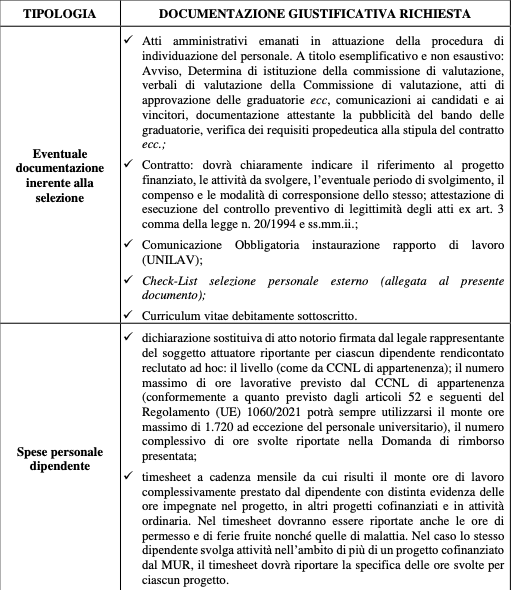 TIPOLOGIA
DOCUMENTAZIONE GIUSTIFICATIVA RICHIESTA
Eventuale
documentazione
inerente alla
selezione
✓ Atti amministrativi emanati in attuazione della procedura di
individuazione del personale. A titolo esemplificativo e non esaustivo:
Avviso, Determina di istituzione della commissione di valutazione,
verbali di valutazione della Commissione di valutazione, atti di
approvazione delle graduatorie ecc, comunicazioni ai candidati e ai
vincitori, documentazione attestante la pubblicità del bando delle
graduatorie, verifica dei requisiti propedeutica alla stipula del contratto
ecc.;
✓ Contratto: dovrà chiaramente indicare il riferimento al progetto
finanziato, le attività da svolgere, l'eventuale periodo di svolgimento, il
compenso e le modalità di corresponsione dello stesso; attestazione di
esecuzione del controllo preventivo di legittimità degli atti ex art. 3
comma della legge n. 20/1994 e ss.mm.ii.;
✓ Comunicazione Obbligatoria instaurazione rapporto di lavoro
(UNILAV);
✓ Check-List selezione personale esterno (allegata al presente
documento);
✓ Curriculum vitae debitamente sottoscritto.
Spese personale
dipendente
✓ dichiarazione sostituiva di atto notorio firmata dal legale rappresentante
del soggetto attuatore riportante per ciascun dipendente rendicontato
reclutato ad hoc: il livello (come da CCNL di appartenenza); il numero
massimo di ore lavorative previsto dal CCNL di appartenenza
(conformemente a quanto previsto dagli articoli 52 e seguenti del
Regolamento (UE) 1060/2021 potrà sempre utilizzarsi il monte ore
massimo di 1.720 ad eccezione del personale universitario), il numero
complessivo di ore svolte riportate nella Domanda di rimborso
presentata;
✓ timesheet a cadenza mensile da cui risulti il monte ore di lavoro
complessivamente prestato dal dipendente con distinta evidenza delle
ore impegnate nel progetto, in altri progetti cofinanziati e in attività
ordinaria. Nel timesheet dovranno essere riportate anche le ore di
permesso e di ferie fruite nonché quelle di malattia. Nel caso lo stesso
dipendente svolga attività nell'ambito di più di un progetto cofinanziato
dal MUR, il timesheet dovrà riportare la specifica delle ore svolte per
ciascun progetto.